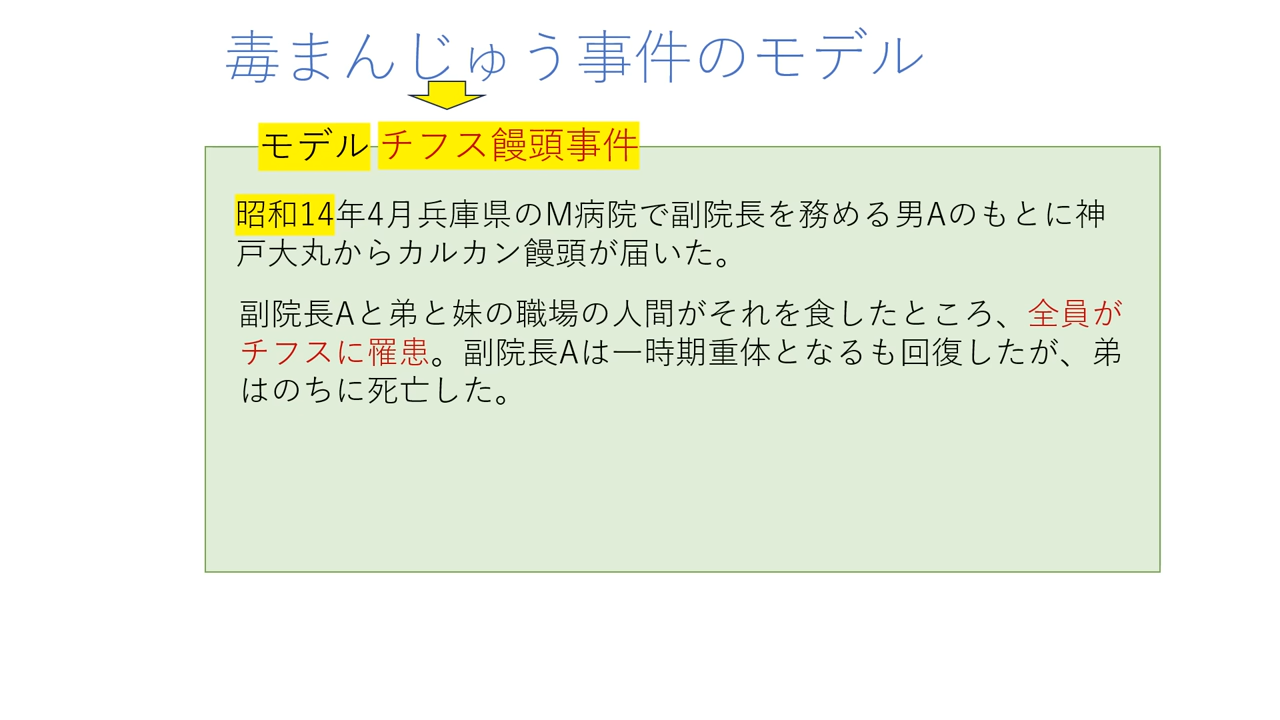 毒まんじゅう事件のモデル
モデル チフス饅頭事件
昭和14年4月兵庫県のM病院で副院長を務める男Aのもとに神
戸大丸からカルカン饅頭が届いた。
副院長Aと弟と妹の職場の人間がそれを食したところ、全員が
チフスに罹患。副院長Aは一時期重体となるも回復したが、弟
はのちに死亡した。